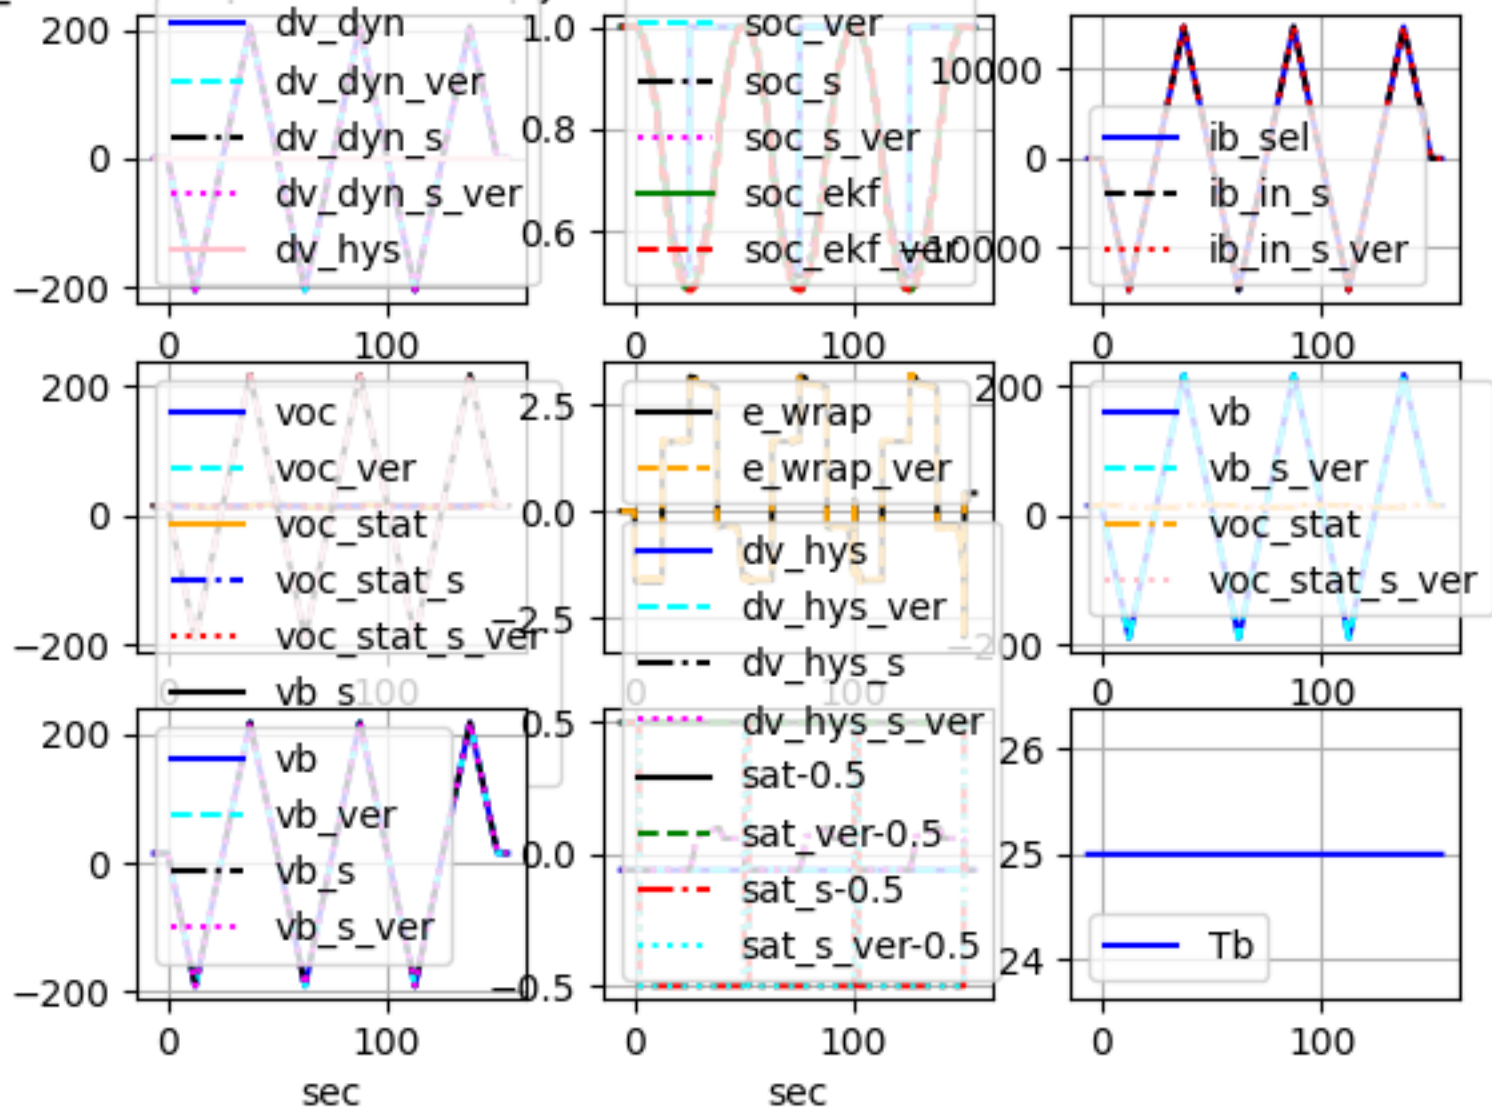 200
0
−200
dv_dyn
dv_dyn_ver
dv_dyn_s
dv_dyn_s_ver
dv_hys
0
100
1.0
0.8
0.6
soc_ver
soc_s
soc_s_ver
soc_ekf
soc_ekf_ver
0
100
10000
0
10000
ib_sel
ib_in_s
ib_in_s_ver
0
100
200
0
−200
voc
voc_ver
voc_stat
voc_stat_s
voc_stat_s_ver
vb_s
0
100
2.5
0.0
−2.5
e_wrap
e_wrap_ver
0
100
200
0
−200
vb
vb_s_ver
voc_stat
voc_stat_s_ver
0
100
200
0
−200
vb
vb_ver
vb_s
vb_s_ver
0
100
sec
0.5
0.0
−0.5
dv_hys
dv_hys_ver
dv_hys_s
dv_hys_s_ver
sat-0.5
sat_ver-0.5
sat_s-0.5
sat_s_ver-0.5
0
100
sec
26
25
24
Tb
0
100